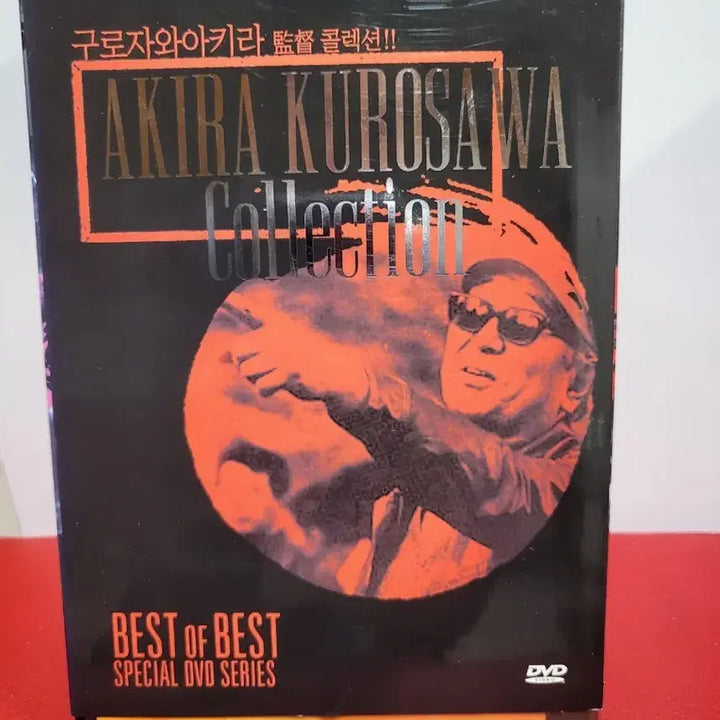 구로자와아키라 監督 콜렉션!!
AKIRA KUROSAWA
Collection
BEST OF BEST
SPECIAL DVD SERIES
DVD
VIDEO